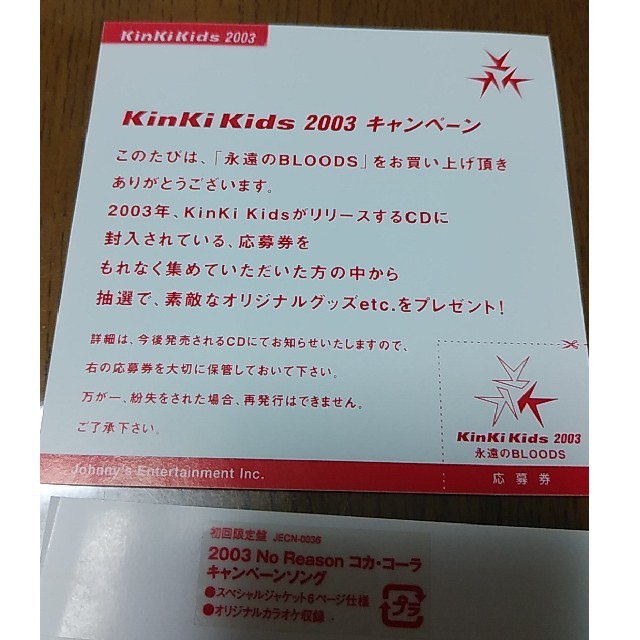 KinKi Kids 2003
KinKi Kids 2003 キャンペーン
このたびは、「永遠のBLOODS」をお買い上げ頂き
ありがとうございます。
2003年、KinKi KidsがリリースするCDに
封入されている、応募券を
もれなく集めていただいた方の中から
抽選で、素敵なオリジナルグッズetc.をプレゼント!
詳細は、今後発売されるCDにてお知らせいたしますので、
右の応募券を大切に保管しておいて下さい。
万が一、紛失をされた場合、再発行はできません。
ご了承下さい。
KinKi Kids 2003
永遠のBLOODS
応募券
Johnny's Entertainment Inc.
初回限定盤 JECN-0036
2003 No Reason コカ・コーラ
キャンペーンソング
●スペシャルジャケット6ページ仕様
●オリジナルカラオケ収録
プラ